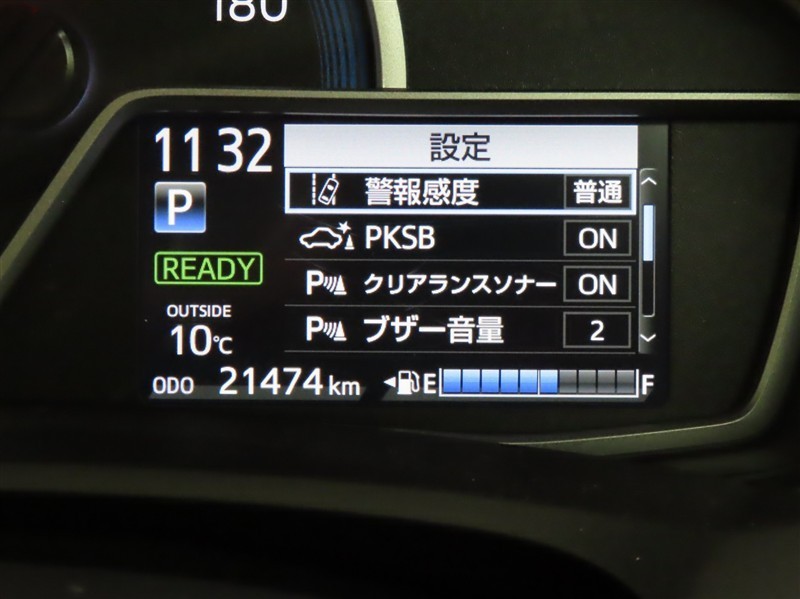 180
11 32
設定
警報感度 普通
P
PKSB ON
READY
P クリアランスソナー ON
OUTSIDE
10℃
P ブザー音量 2
ODO 21474 km
E F